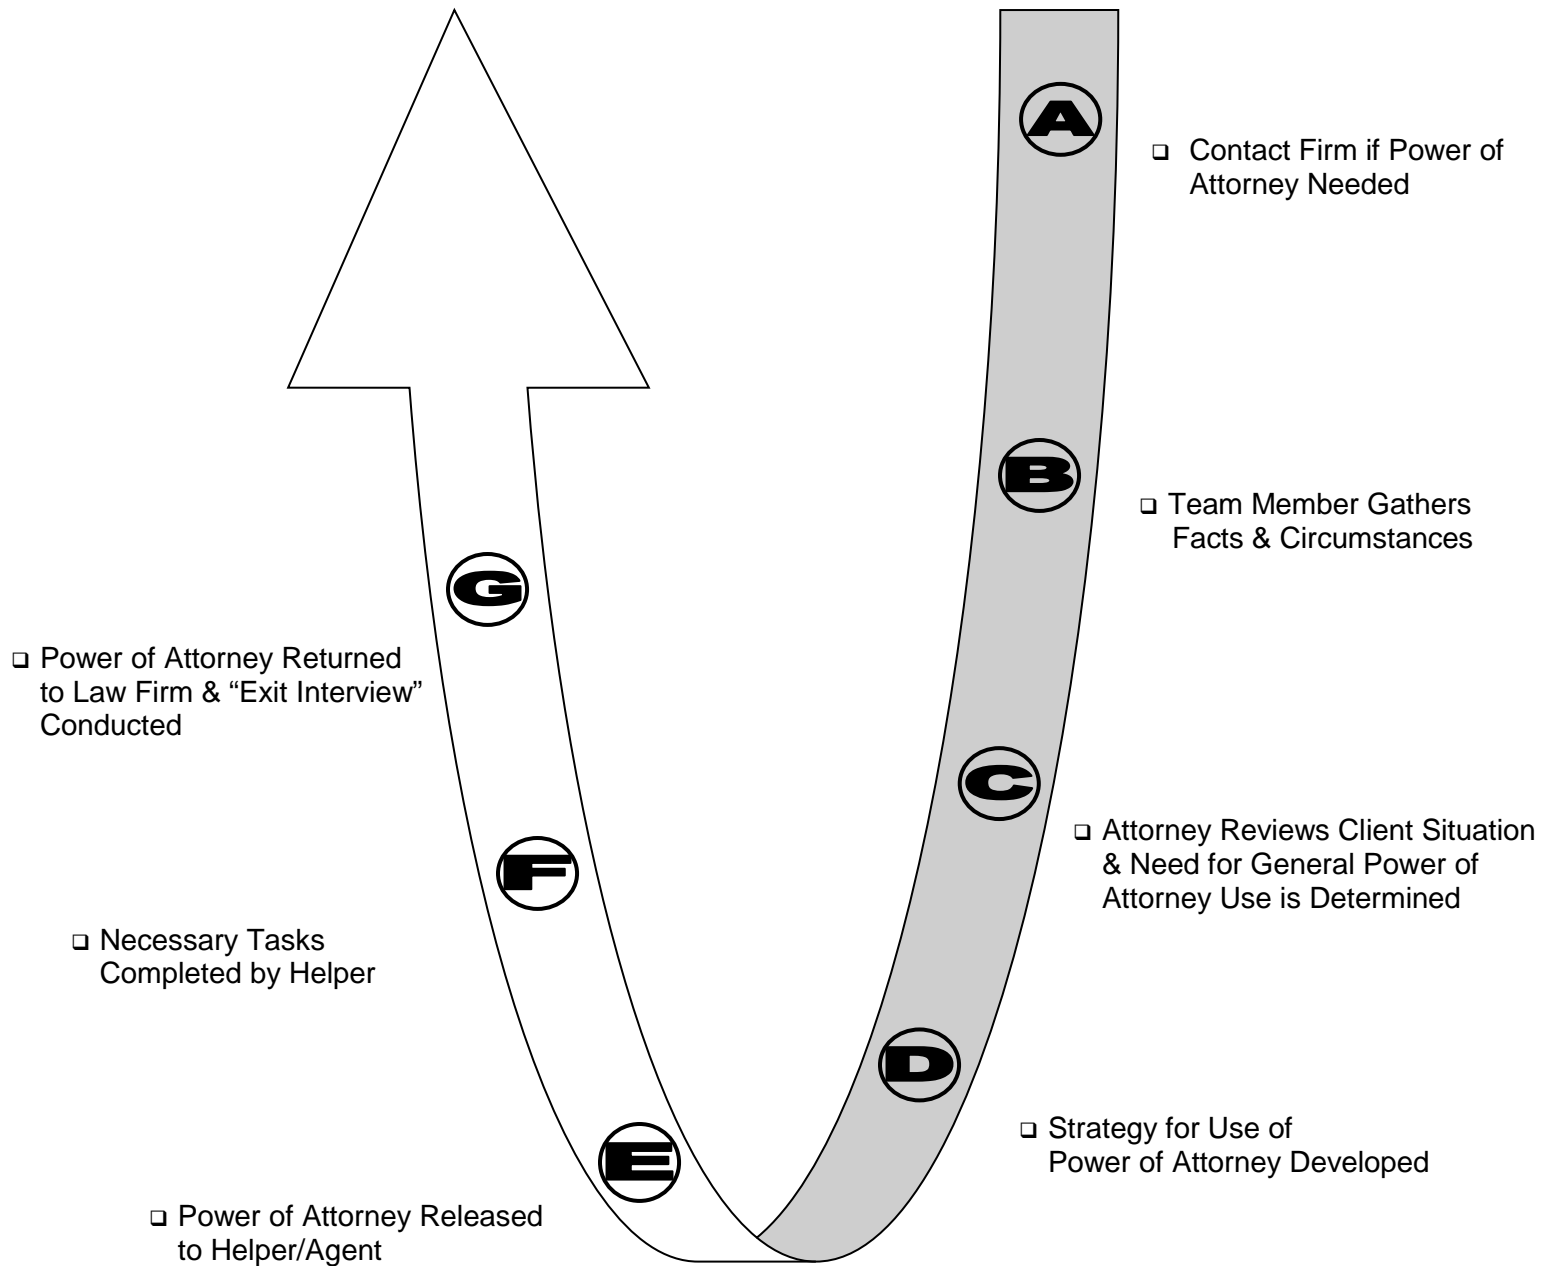 A
❑ Contact Firm if Power of
Attorney Needed
B
❑ Team Member Gathers
Facts & Circumstances
C
❑ Attorney Reviews Client Situation
& Need for General Power of
Attorney Use is Determined
D
❑ Strategy for Use of
Power of Attorney Developed
E
❑ Power of Attorney Released
to Helper/Agent
F
❑ Necessary Tasks
Completed by Helper
G
❑ Power of Attorney Returned
to Law Firm & “Exit Interview”
Conducted